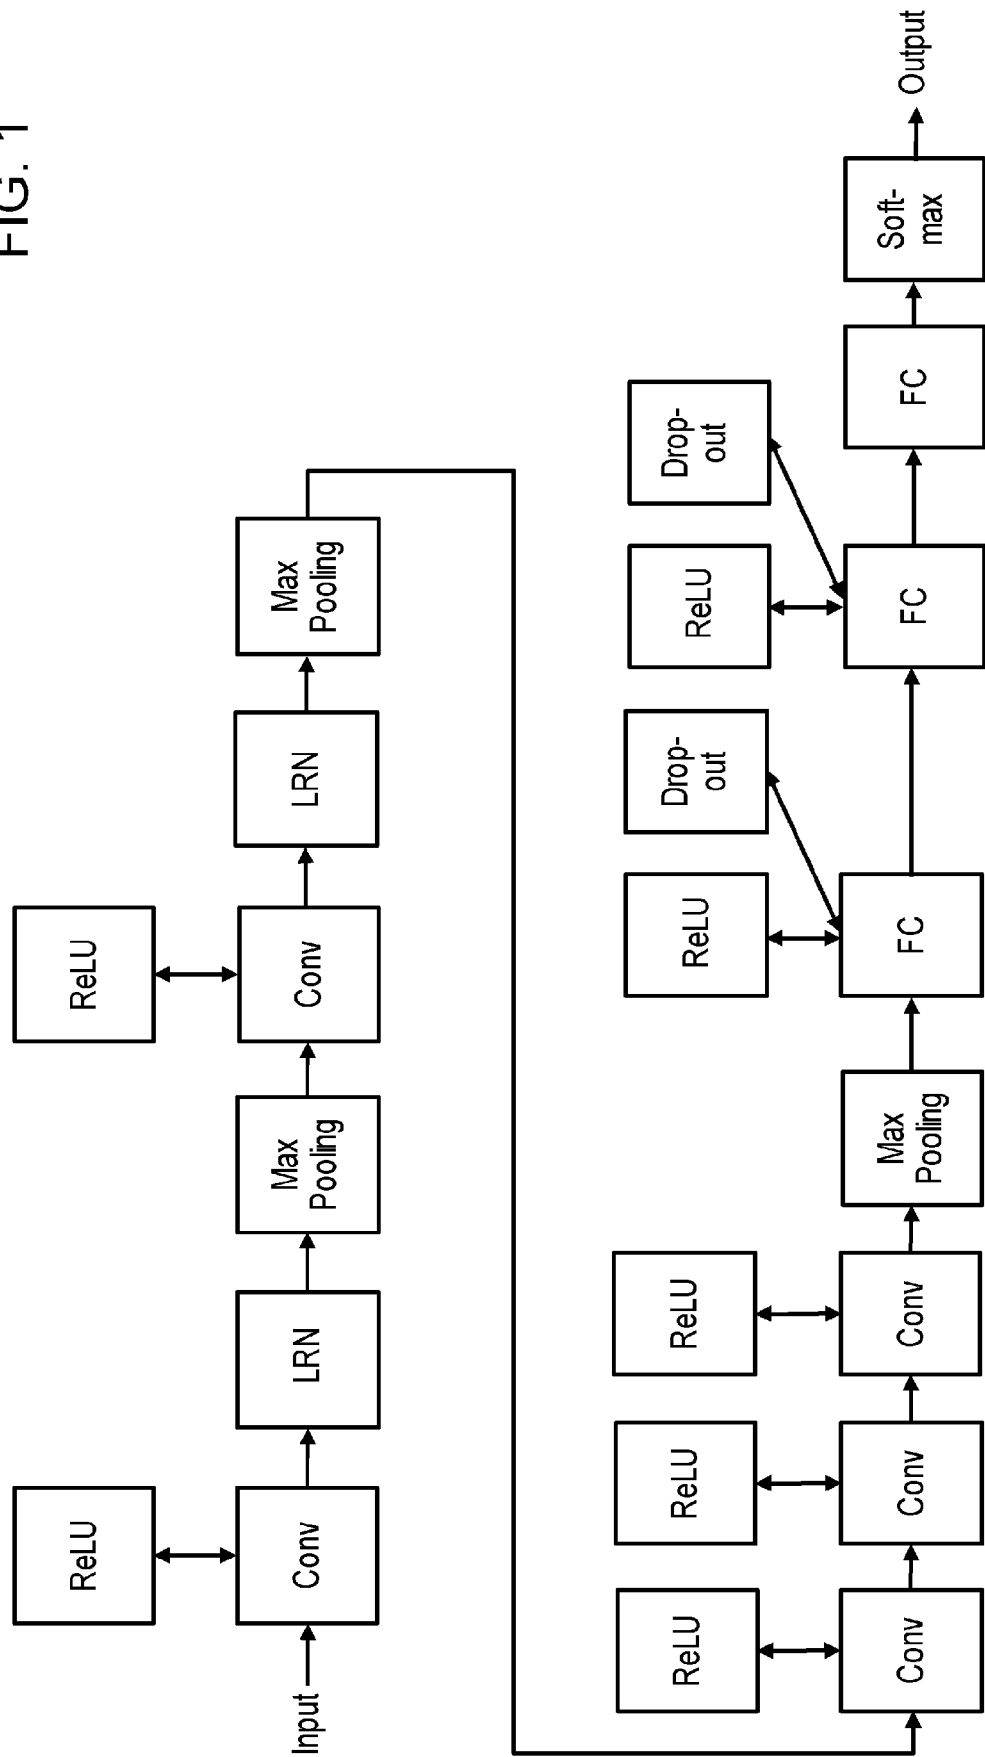 FIG. 1
ReLU
ReLU
Input
Conv
LRN
Max
Pooling
Conv
LRN
Max
Pooling
ReLU
ReLU
ReLU
ReLU
Drop-
out
ReLU
Drop-
out
Conv
Conv
Conv
Max
Pooling
FC
FC
FC
Soft-
max
Output